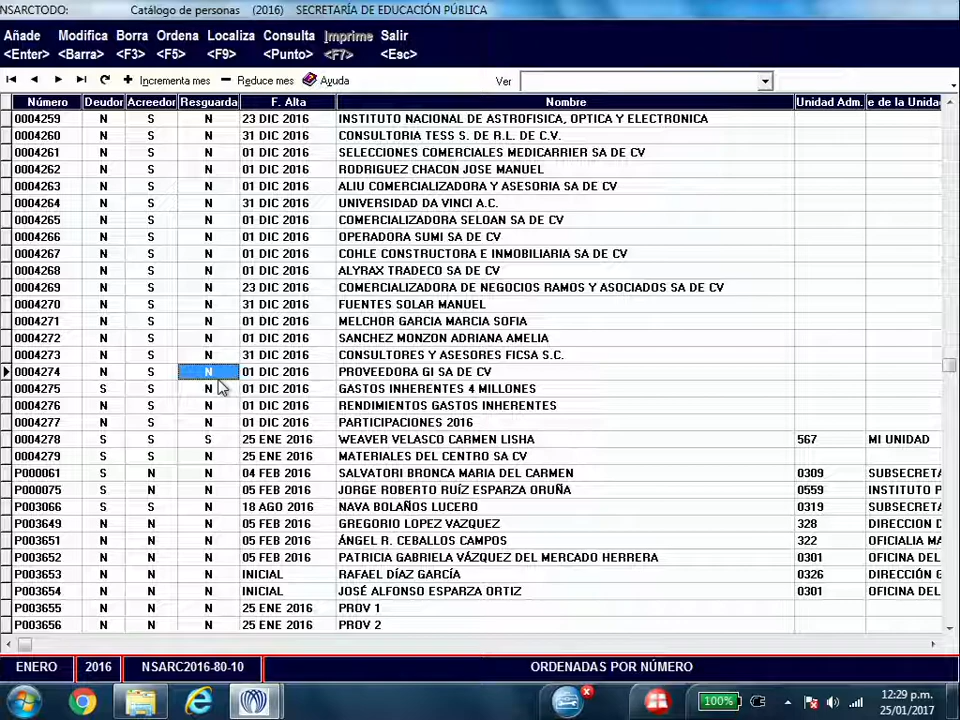 NSARCTODO: Catálogo de personas (2016) SECRETARÍA DE EDUCACIÓN PÚBLICA
Añade Modifica Borra Ordena Localiza Consulta Imprime Salir
<Enter> <Barra> <F3> <F5> <F9> <Punto> <F7> <Esc>
Incrementa mes Reduce mes Ayuda Ver
Número Deudor Acreedor Resguarda F. Alta Nombre Unidad Adm. e de la Unida
0004259 N S N 23 DIC 2016 INSTITUTO NACIONAL DE ASTROFISICA, OPTICA Y ELECTRONICA
0004260 N S N 31 DIC 2016 CONSULTORIA TESS S. DE R.L. DE C.V.
0004261 N S N 01 DIC 2016 SELECCIONES COMERCIALES MEDICARRIER SA DE CV
0004262 N S N 01 DIC 2016 RODRIGUEZ CHACON JOSE MANUEL
0004263 N S N 01 DIC 2016 ALIU COMERCIALIZADORA Y ASESORIA SA DE CV
0004264 N S N 31 DIC 2016 UNIVERSIDAD DA VINCI A.C.
0004265 N S N 01 DIC 2016 COMERCIALIZADORA SELOAN SA DE CV
0004266 N S N 01 DIC 2016 OPERADORA SUMI SA DE CV
0004267 N S N 01 DIC 2016 COHLE CONSTRUCTORA E INMOBILIARIA SA DE CV
0004268 N S N 01 DIC 2016 ALYRAX TRADECO SA DE CV
0004269 N S N 23 DIC 2016 COMERCIALIZADORA DE NEGOCIOS RAMOS Y ASOCIADOS SA DE CV
0004270 N S N 31 DIC 2016 FUENTES SOLAR MANUEL
0004271 N S N 01 DIC 2016 MELCHOR GARCIA MARCIA SOFIA
0004272 N S N 01 DIC 2016 SANCHEZ MONZON ADRIANA AMELIA
0004273 N S N 31 DIC 2016 CONSULTORES Y ASESORES FICSA S.C.
0004274 N S N 01 DIC 2016 PROVEEDORA GI SA DE CV
0004275 S S N 01 DIC 2016 GASTOS INHERENTES 4 MILLONES
0004276 N S N 01 DIC 2016 RENDIMIENTOS GASTOS INHERENTES
0004277 N S N 01 DIC 2016 PARTICIPACIONES 2016
0004278 S S S 25 ENE 2016 WEAVER VELASCO CARMEN LISHA 567 MI UNIDAD
0004279 S S N 25 ENE 2016 MATERIALES DEL CENTRO SA CV
P000061 S N N 04 FEB 2016 SALVATORI BRONCA MARIA DEL CARMEN 0309 SUBSECRETA
P000075 S N N 05 FEB 2016 JORGE ROBERTO RUÍZ ESPARZA ORUÑA 0559 INSTITUTO P
P003066 S S N 18 AGO 2016 NAVA BOLAÑOS LUCERO 0319 SUBSECRETA
P003649 N N N 05 FEB 2016 GREGORIO LOPEZ VAZQUEZ 328 DIRECCION D
P003651 N N N 05 FEB 2016 ÁNGEL R. CEBALLOS CAMPOS 322 OFICIALIA MA
P003652 N N N 05 FEB 2016 PATRICIA GABRIELA VÁZQUEZ DEL MERCADO HERRERA 0301 OFICINA DEL
P003653 N N N INICIAL RAFAEL DÍAZ GARCÍA 0326 DIRECCIÓN G
P003654 N N N INICIAL JOSÉ ALFONSO ESPARZA ORTIZ 0301 OFICINA DEL
P003655 N N N 25 ENE 2016 PROV 1
P003656 N N N 25 ENE 2016 PROV 2
ENERO 2016 NSARC2016-80-10 ORDENADAS POR NÚMERO
100% 12:29 p.m.
25/01/2017